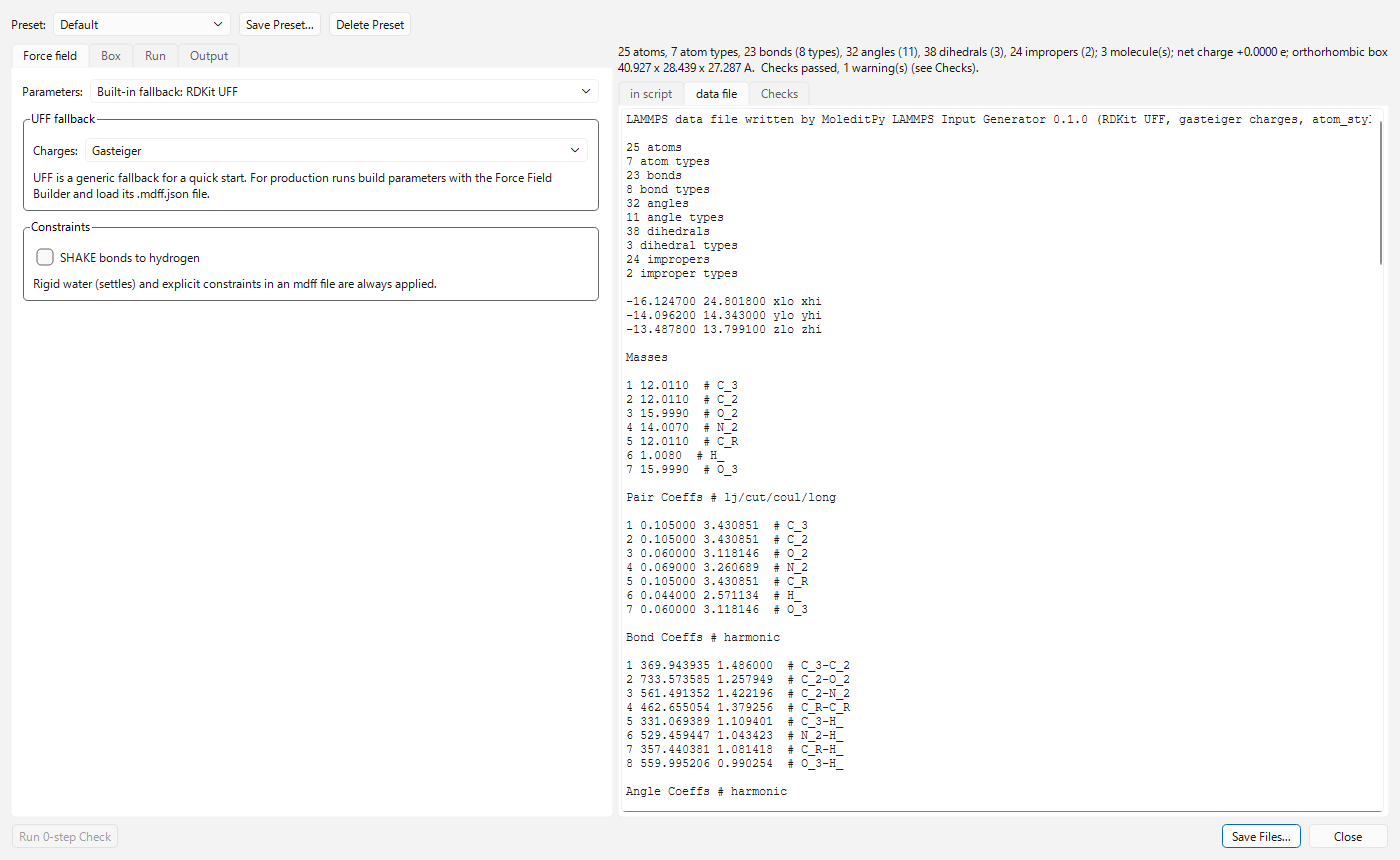 Preset: Default Save Preset... Delete Preset
Force field Box Run Output
Parameters: Built-in fallback: RDKit UFF
UFF fallback
Charges: Gasteiger
UFF is a generic fallback for a quick start. For production runs build parameters with the Force Field
Builder and load its .mdff.json file.
Constraints
SHAKE bonds to hydrogen
Rigid water (settles) and explicit constraints in an mdff file are always applied.
25 atoms, 7 atom types, 23 bonds (8 types), 32 angles (11), 38 dihedrals (3), 24 impropers (2); 3 molecule(s); net charge +0.0000 e; orthorhombic box
40.927 x 28.439 x 27.287 A. Checks passed, 1 warning(s) (see Checks).
in script data file Checks
LAMMPS data file written by MoleditPy LAMMPS Input Generator 0.1.0 (RDKit UFF, gasteiger charges, atom_styl
25 atoms
7 atom types
23 bonds
8 bond types
32 angles
11 angle types
38 dihedrals
3 dihedral types
24 impropers
2 improper types
-16.124700 24.801800 xlo xhi
-14.096200 14.343000 ylo yhi
-13.487800 13.799100 zlo zhi
Masses
1 12.0110 # C_3
2 12.0110 # C_2
3 15.9990 # O_2
4 14.0070 # N_2
5 12.0110 # C_R
6 1.0080 # H_
7 15.9990 # O_3
Pair Coeffs # lj/cut/coul/long
1 0.105000 3.430851 # C_3
2 0.105000 3.430851 # C_2
3 0.060000 3.118146 # O_2
4 0.069000 3.260689 # N_2
5 0.105000 3.430851 # C_R
6 0.044000 2.571134 # H_
7 0.060000 3.118146 # O_3
Bond Coeffs # harmonic
1 369.943935 1.486000 # C_3-C_2
2 733.573585 1.257949 # C_2-O_2
3 561.491352 1.422196 # C_2-N_2
4 462.655054 1.379256 # C_R-C_R
5 331.069389 1.109401 # C_3-H_
6 529.459447 1.043423 # N_2-H_
7 357.440381 1.081418 # C_R-H_
8 559.995206 0.990254 # O_3-H_
Angle Coeffs # harmonic
Run 0-step Check Save Files... Close